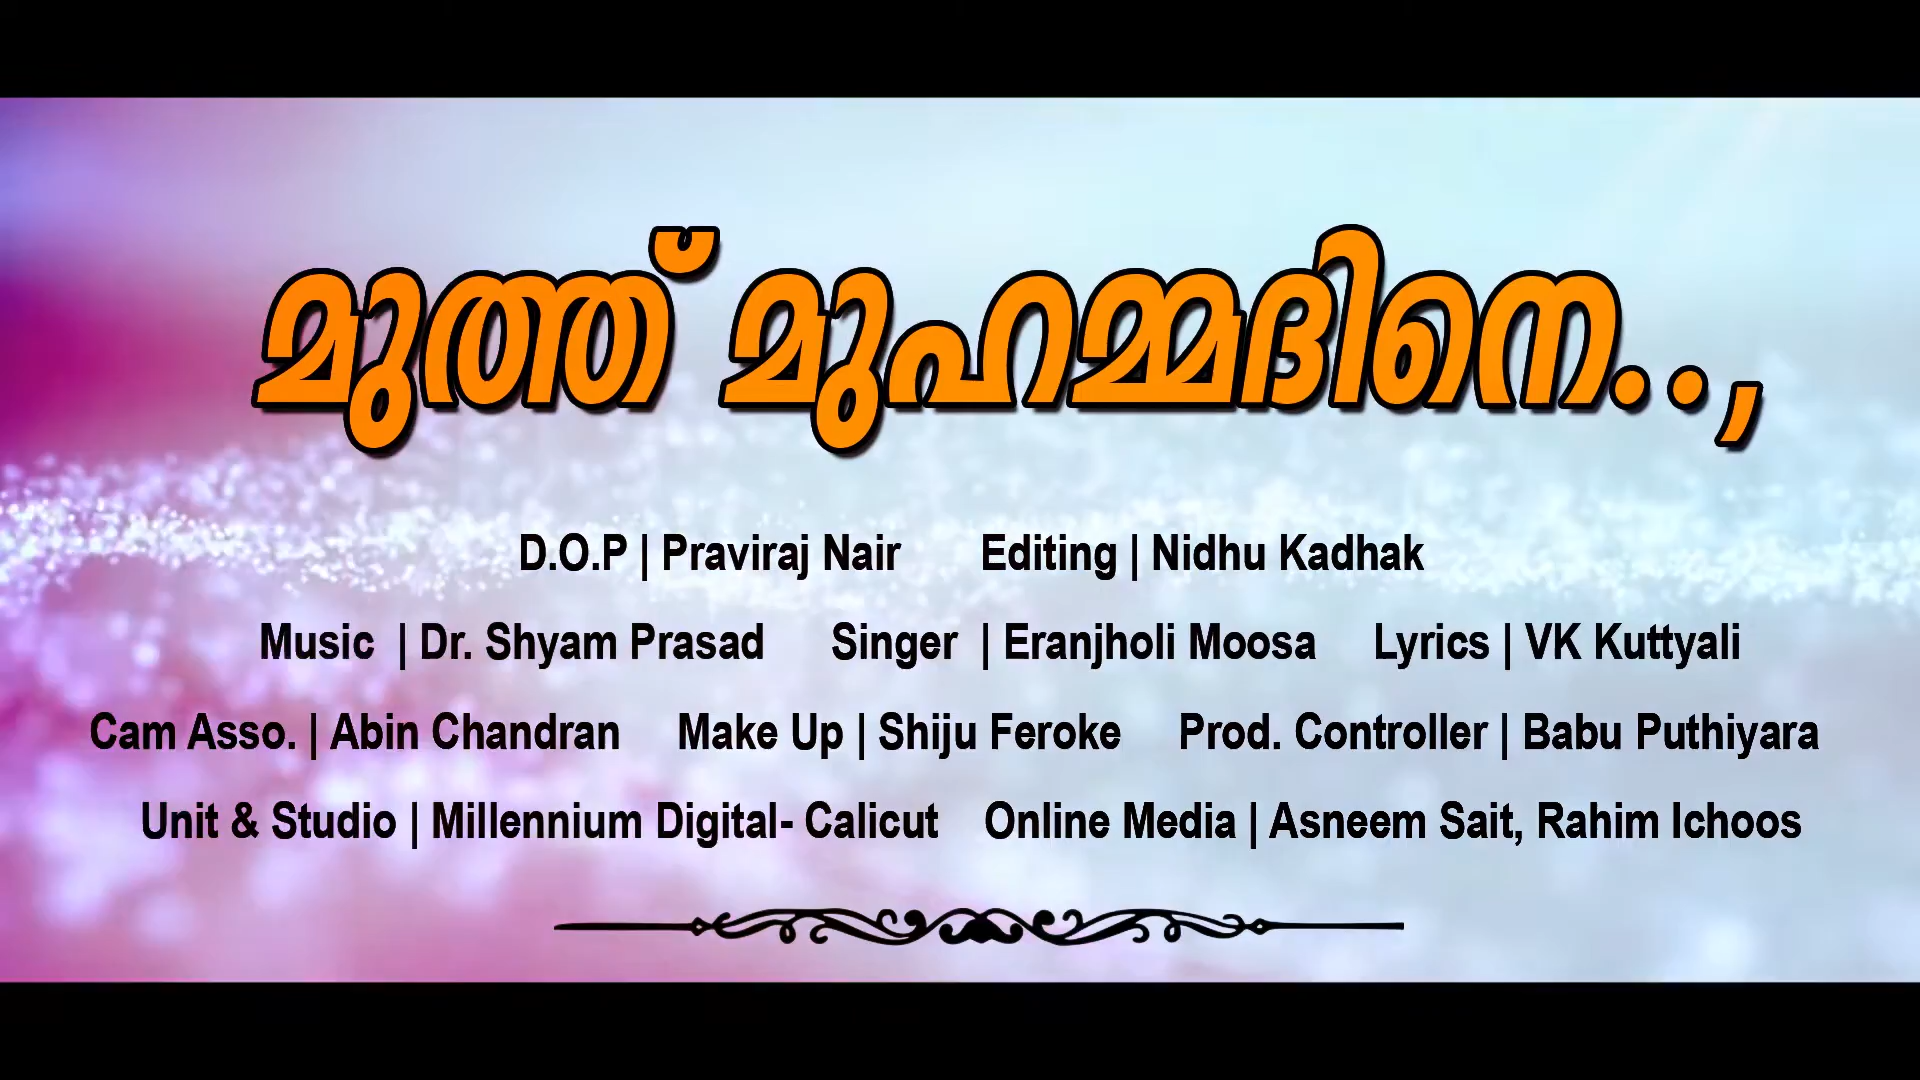 മുത്ത് മുഹമ്മദിനെ..,
D.O.P | Praviraj Nair Editing | Nidhu Kadhak
Music | Dr. Shyam Prasad Singer | Eranjholi Moosa Lyrics | VK Kuttyali
Cam Asso. | Abin Chandran Make Up | Shiju Feroke Prod. Controller | Babu Puthiyara
Unit & Studio | Millennium Digital- Calicut Online Media | Asneem Sait, Rahim Ichoos